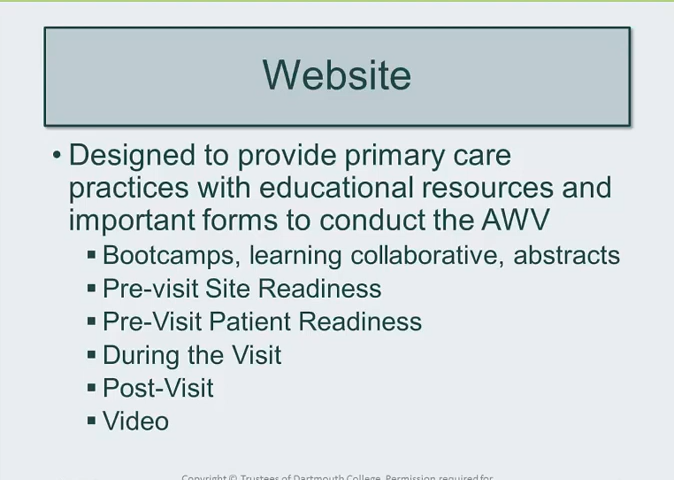 Website
• Designed to provide primary care
practices with educational resources and
important forms to conduct the AWV
▪ Bootcamps, learning collaborative, abstracts
▪ Pre-visit Site Readiness
▪ Pre-Visit Patient Readiness
▪ During the Visit
▪ Post-Visit
▪ Video
Copyright © Trustees of Dartmouth College. Permission required for